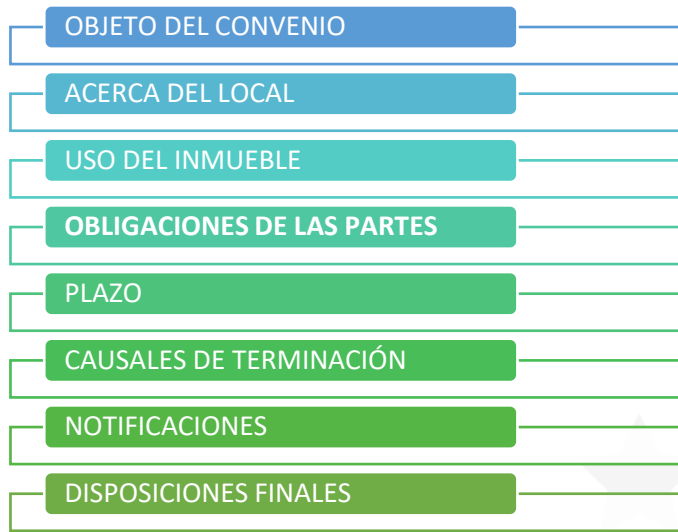 OBJETO DEL CONVENIO
ACERCA DEL LOCAL
USO DEL INMUEBLE
OBLIGACIONES DE LAS PARTES
PLAZO
CAUSALES DE TERMINACIÓN
NOTIFICACIONES
DISPOSICIONES FINALES